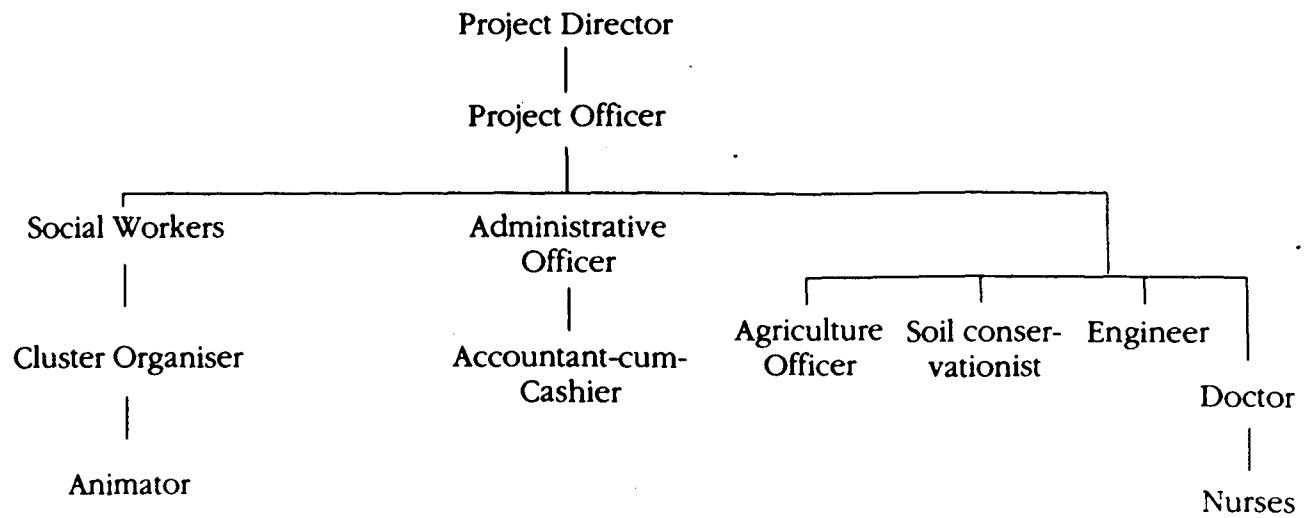 Project Director
Project Officer
Social Workers
Administrative
Officer
Agriculture
Officer
Soil conser-
vationist
Engineer
Cluster Organiser
Accountant-cum-
Cashier
Doctor
Animator
Nurses